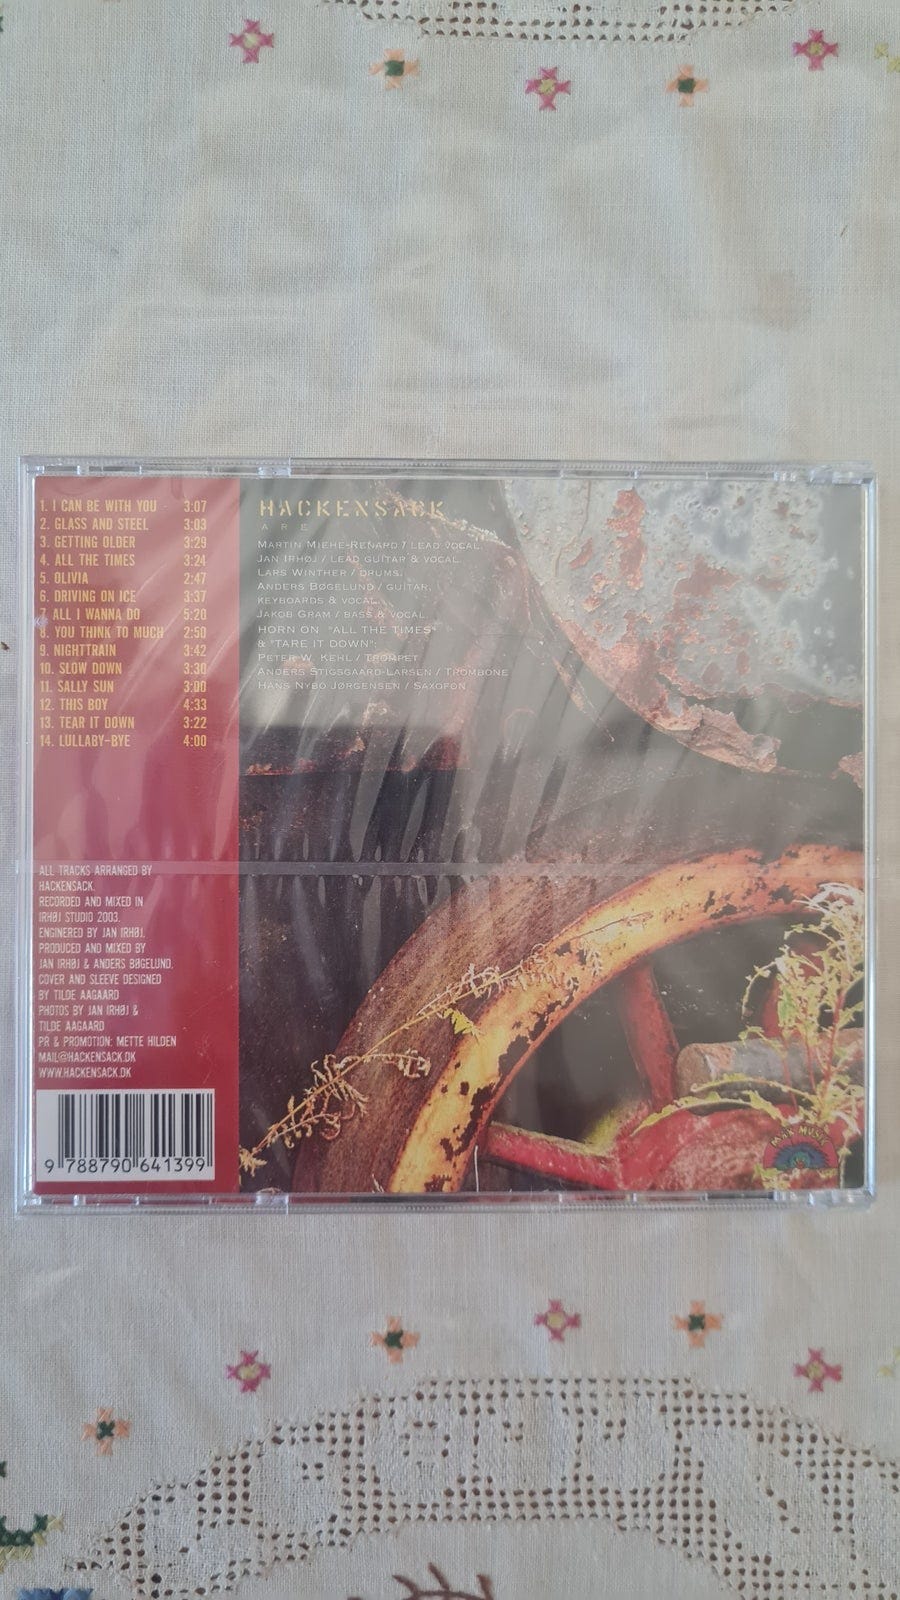 1. I CAN BE WITH YOU 3:07
2. GLASS AND STEEL 3:03
3. GETTING OLDER 3:29
4. ALL THE TIMES 3:24
5. OLIVIA 2:47
6. DRIVING ON ICE 3:37
7. ALL I WANNA DO 5:20
8. YOU THINK TO MUCH 2:50
9. NIGHTTRAIN 3:42
10. SLOW DOWN 3:30
11. SALLY SUN 3:00
12. THIS BOY 4:33
13. TEAR IT DOWN 3:22
14. LULLABY-BYE 4:00
HACKENSACK
ARE
MARTIN MIEHE-RENARD / LEAD VOCAL.
JAN IRHØJ / LEAD GUITAR & VOCAL.
LARS WINTHER / DRUMS.
ANDERS BØGELUND / GUITAR,
KEYBOARDS & VOCAL.
JAKOB GRAM / BASS & VOCAL.
HORN ON "ALL THE TIMES"
& "TARE IT DOWN":
PETER W. KEHL / TROMPET
ANDERS STIGSGAARD-LARSEN / TROMBONE
HANS NYBO JØRGENSEN / SAXOFON
ALL TRACKS ARRANGED BY
HACKENSACK.
RECORDED AND MIXED IN
IRHØJ STUDIO 2003.
ENGINERED BY JAN IRHØJ.
PRODUCED AND MIXED BY
JAN IRHØJ & ANDERS BØGELUND.
COVER AND SLEEVE DESIGNED
BY TILDE AAGAARD
PHOTOS BY JAN IRHØJ &
TILDE AAGAARD
PR & PROMOTION: METTE HILDEN
MAIL@HACKENSACK.DK
WWW.HACKENSACK.DK
9 788790 641399
MAX MUSIC